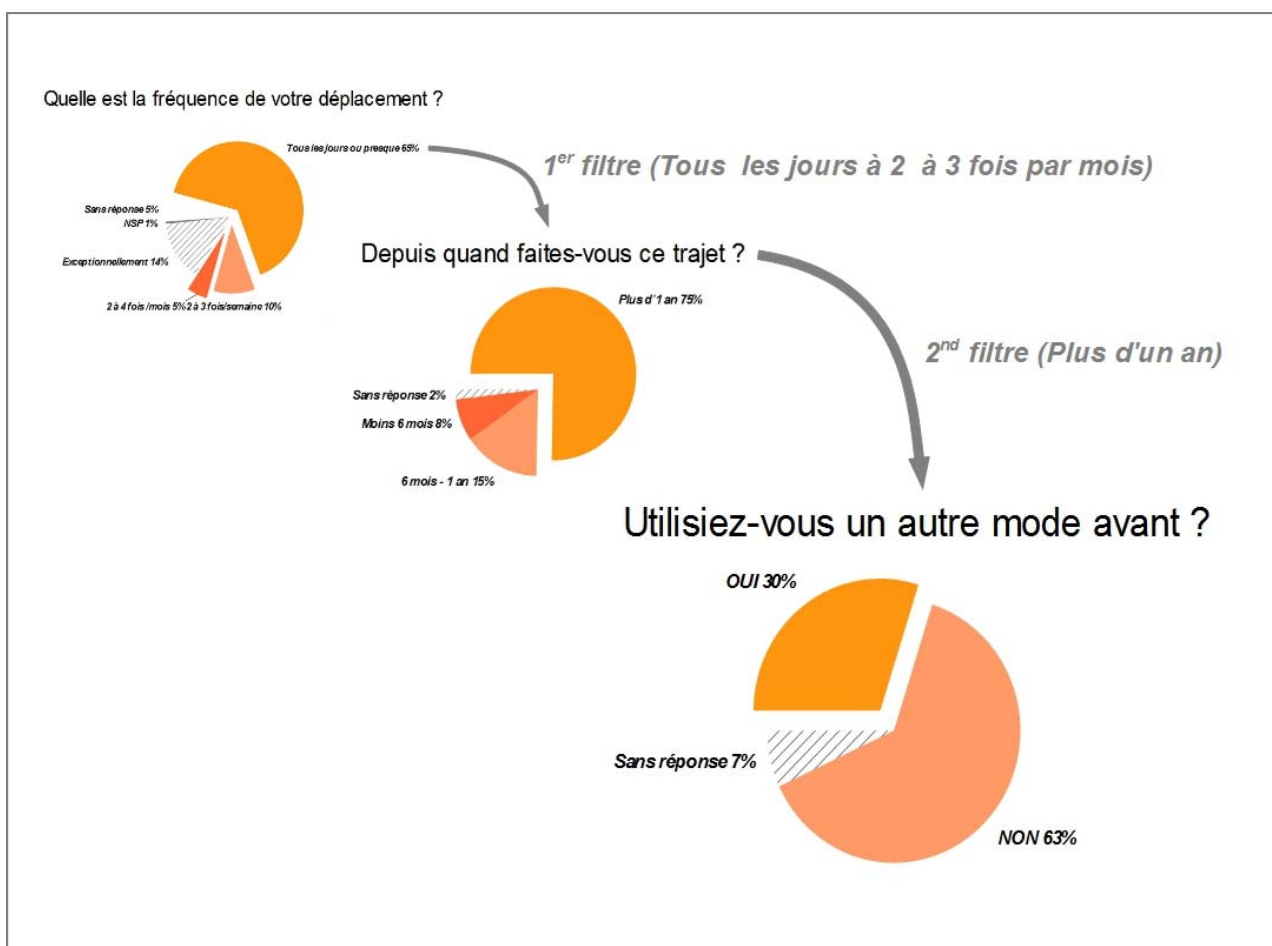 Quelle est la fréquence de votre déplacement ?
Tous les jours ou presque 65%
1er filtre (Tous les jours à 2 à 3 fois par mois)
Sans réponse 5%
NSP 1%
Exceptionnellement 14%
2 à 4 fois /mois 5%
2 à 3 fois/semaine 10%
Depuis quand faites-vous ce trajet ?
Plus d'1 an 75%
2nd filtre (Plus d'un an)
Sans réponse 2%
Moins 6 mois 8%
6 mois - 1 an 15%
Utilisiez-vous un autre mode avant ?
OUI 30%
Sans réponse 7%
NON 63%